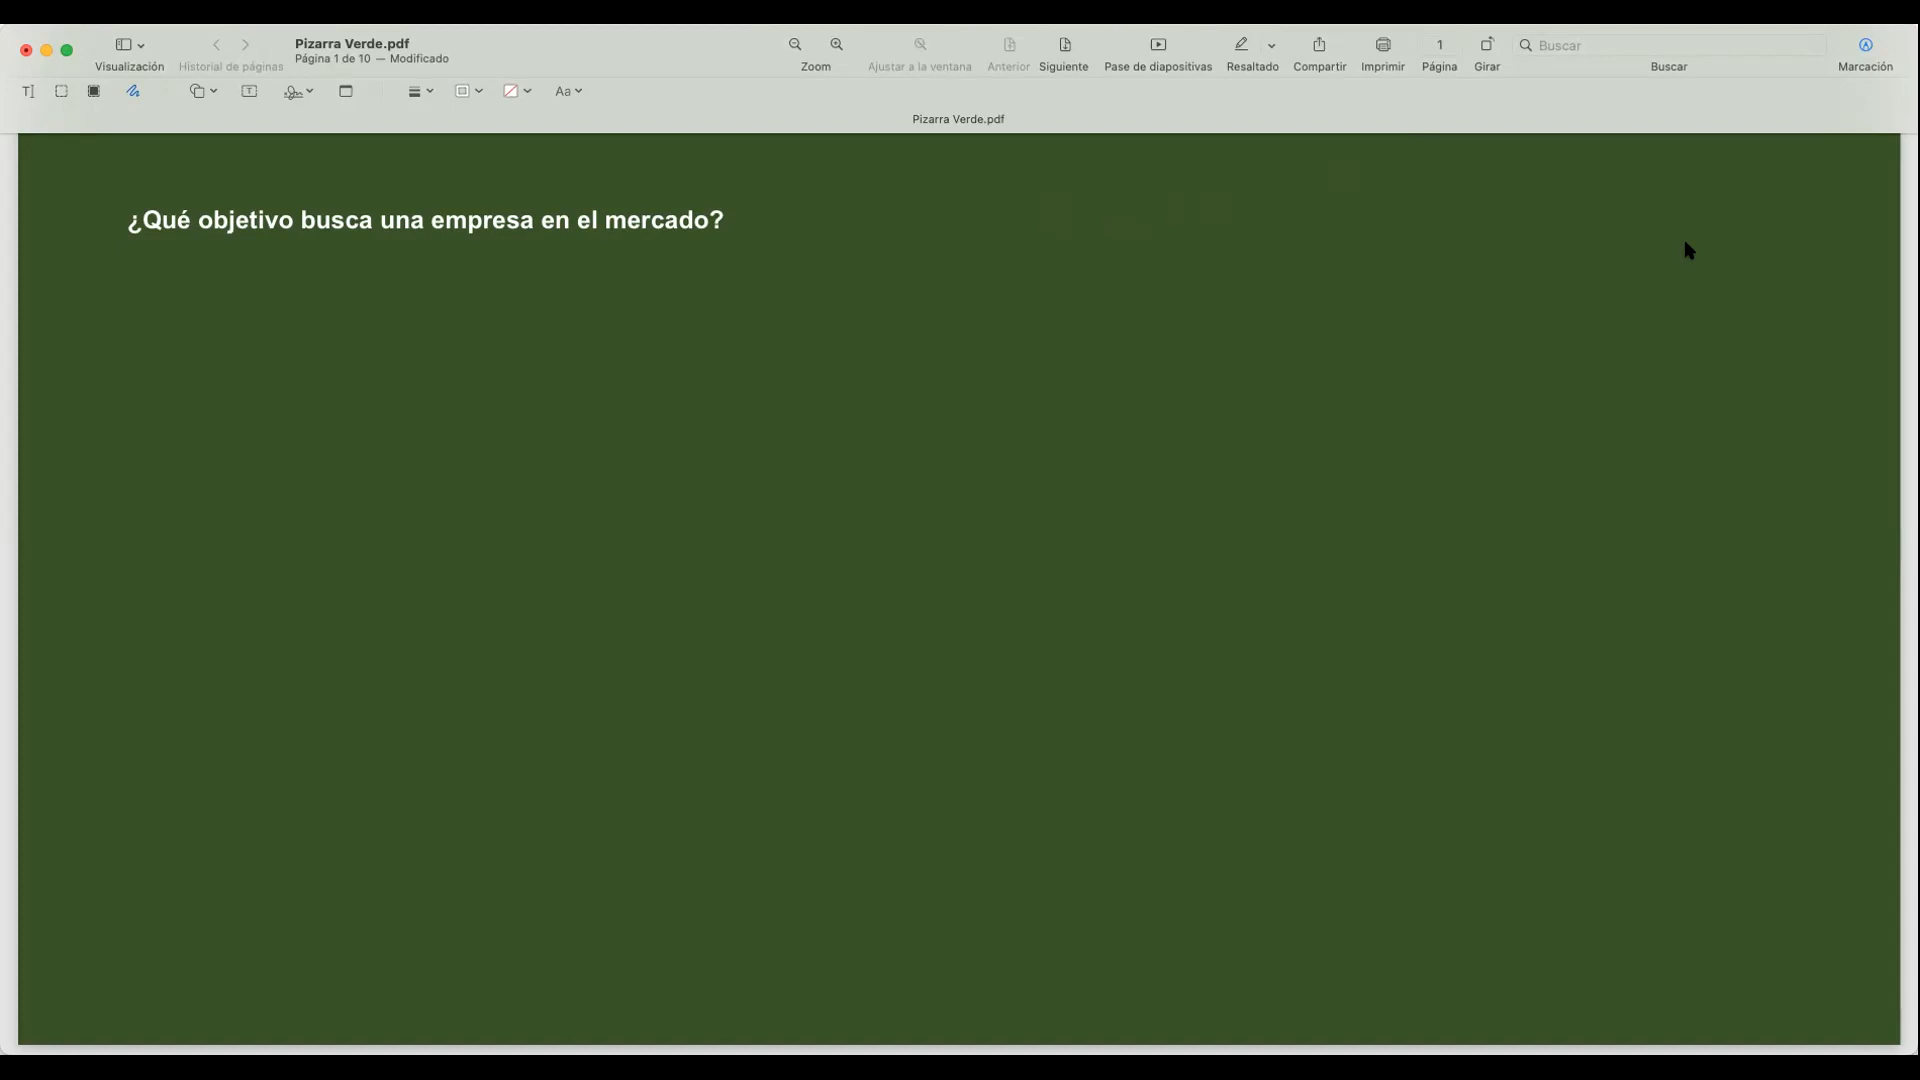 Pizarra Verde.pdf
Página 1 de 10 — Modificado
Visualización
Historial de páginas
Zoom
Ajustar a la ventana
Anterior
Siguiente
Pase de diapositivas
Resaltado
Compartir
Imprimir
1
Página
Girar
Buscar
Buscar
Marcación
Aa
Pizarra Verde.pdf
¿Qué objetivo busca una empresa en el mercado?